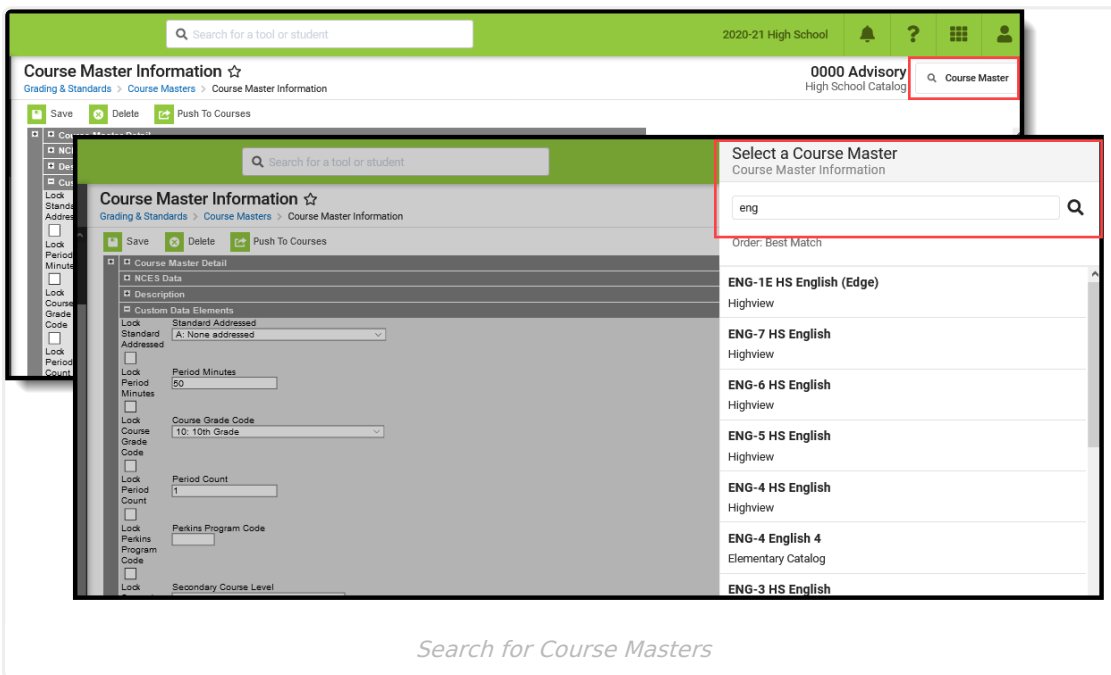 Search for a tool or student
2020-21 High School
?
Course Master Information
0000 Advisory
Grading & Standards > Course Masters > Course Master Information
High School Catalog
Course Master
Save Delete Push To Courses
Lock
Period
Lock
Course
Grade
Code
Lock
Period
Count
Search for a tool or student
Course Master Information
Grading & Standards > Course Masters > Course Master Information
Save Delete Push To Courses
Course Master Detail
NCES Data
Description
Custom Data Elements
Lock Standard Addressed
Standard A: None addressed
Addressed
Lock Period Minutes
Period 50
Minutes
Lock Course Grade Code
Course 10: 10th Grade
Grade
Code
Lock Period Count
Period 1
Count
Lock Perkins Program Code
Perkins
Program
Code
Lock Secondary Course Level
Select a Course Master
Course Master Information
eng
Order: Best Match
ENG-1E HS English (Edge)
Highview
ENG-7 HS English
Highview
ENG-6 HS English
Highview
ENG-5 HS English
Highview
ENG-4 HS English
Highview
ENG-4 English 4
Elementary Catalog
ENG-3 HS English
Search for Course Masters